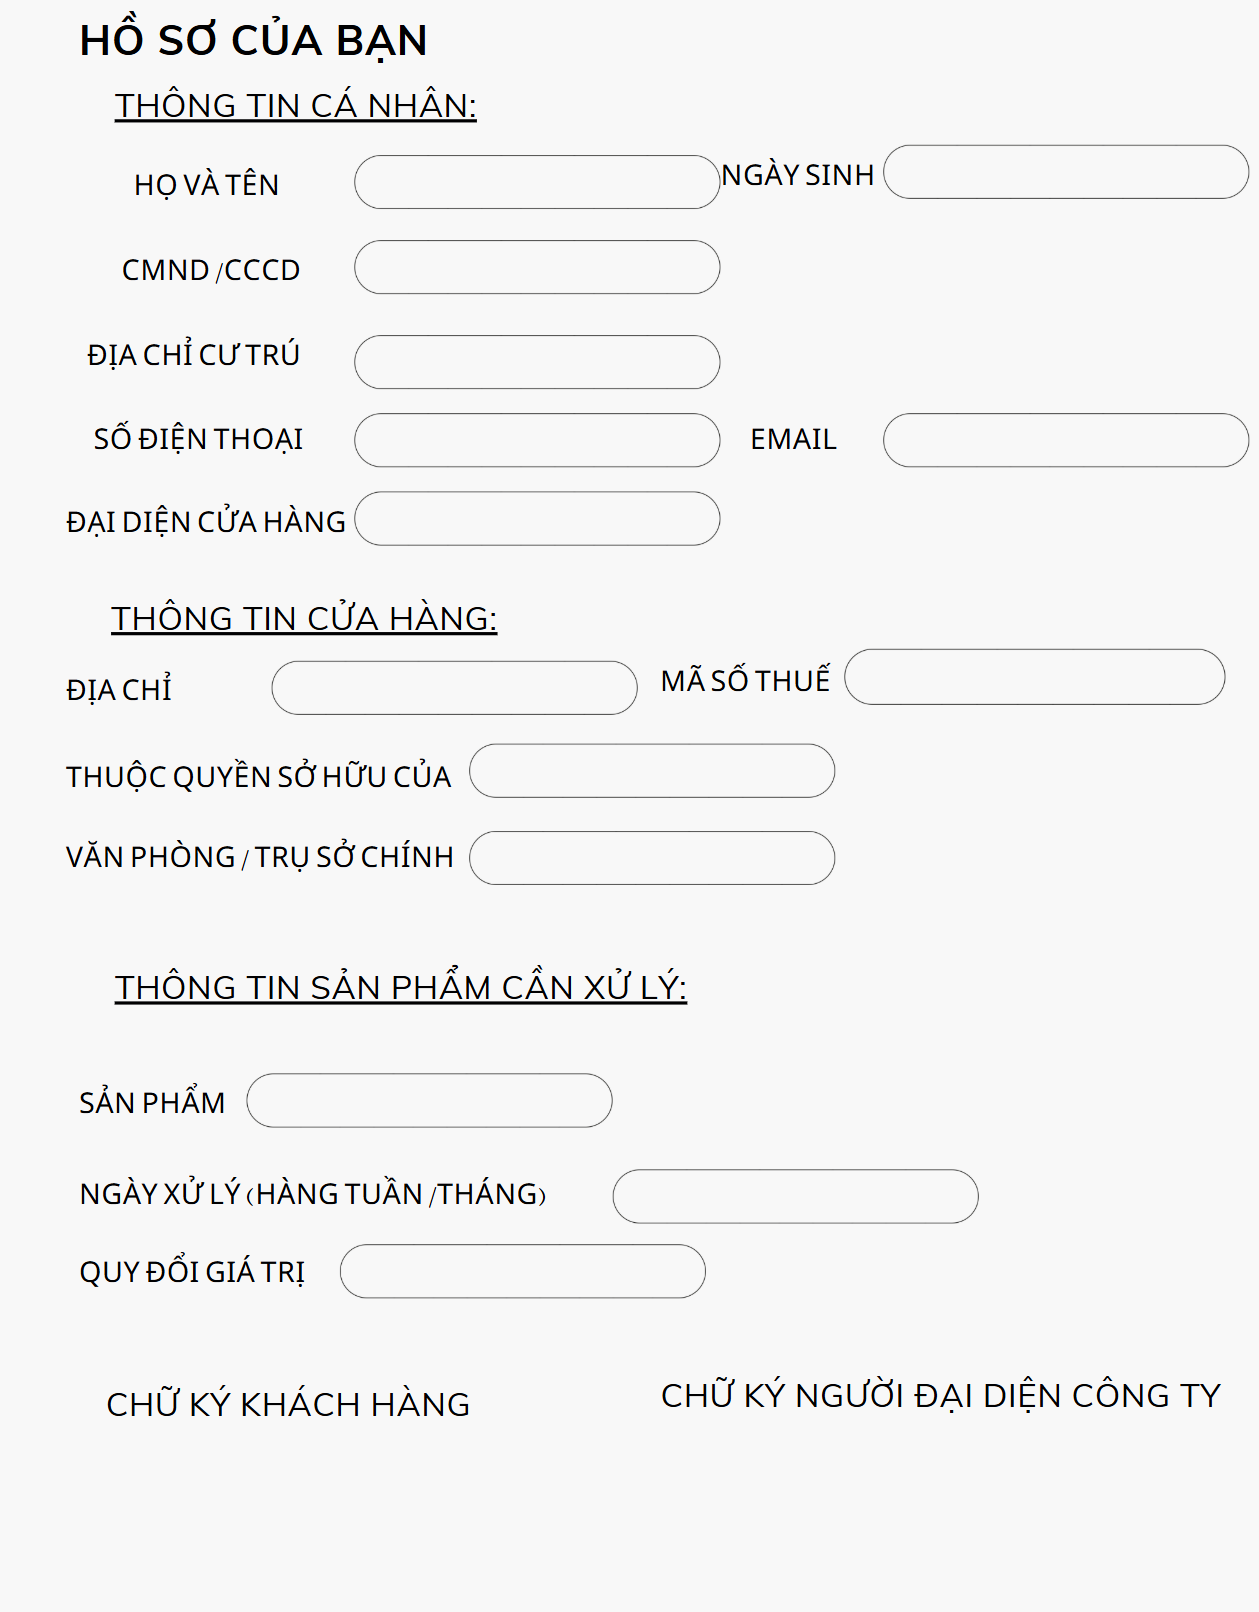 HỒ SƠ CỦA BẠN
THÔNG TIN CÁ NHÂN:
HỌ VÀ TÊN NGÀY SINH
CMND /CCCD
ĐỊA CHỈ CƯ TRÚ
SỐ ĐIỆN THOẠI EMAIL
ĐẠI DIỆN CỬA HÀNG
THÔNG TIN CỬA HÀNG:
ĐỊA CHỈ MÃ SỐ THUẾ
THUỘC QUYỀN SỞ HỮU CỦA
VĂN PHÒNG / TRỤ SỞ CHÍNH
THÔNG TIN SẢN PHẨM CẦN XỬ LÝ:
SẢN PHẨM
NGÀY XỬ LÝ (HÀNG TUẦN /THÁNG)
QUY ĐỔI GIÁ TRỊ
CHỮ KÝ KHÁCH HÀNG CHỮ KÝ NGƯỜI ĐẠI DIỆN CÔNG TY